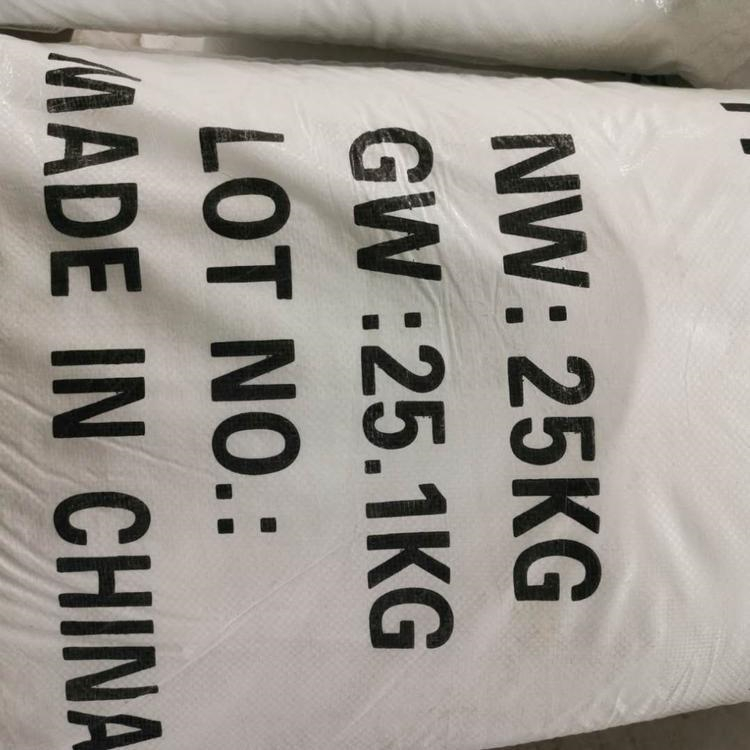 NW: 25KG
GW :25.1KG
LOT NO.:
MADE IN CHINA